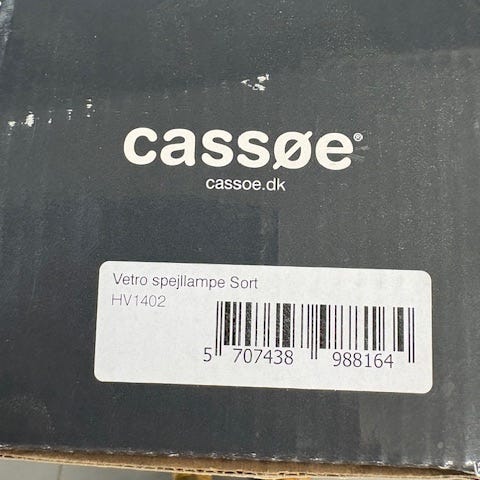 cassøe®
cassoe.dk
Vetro spejllampe Sort
HV1402
5 707438 988164